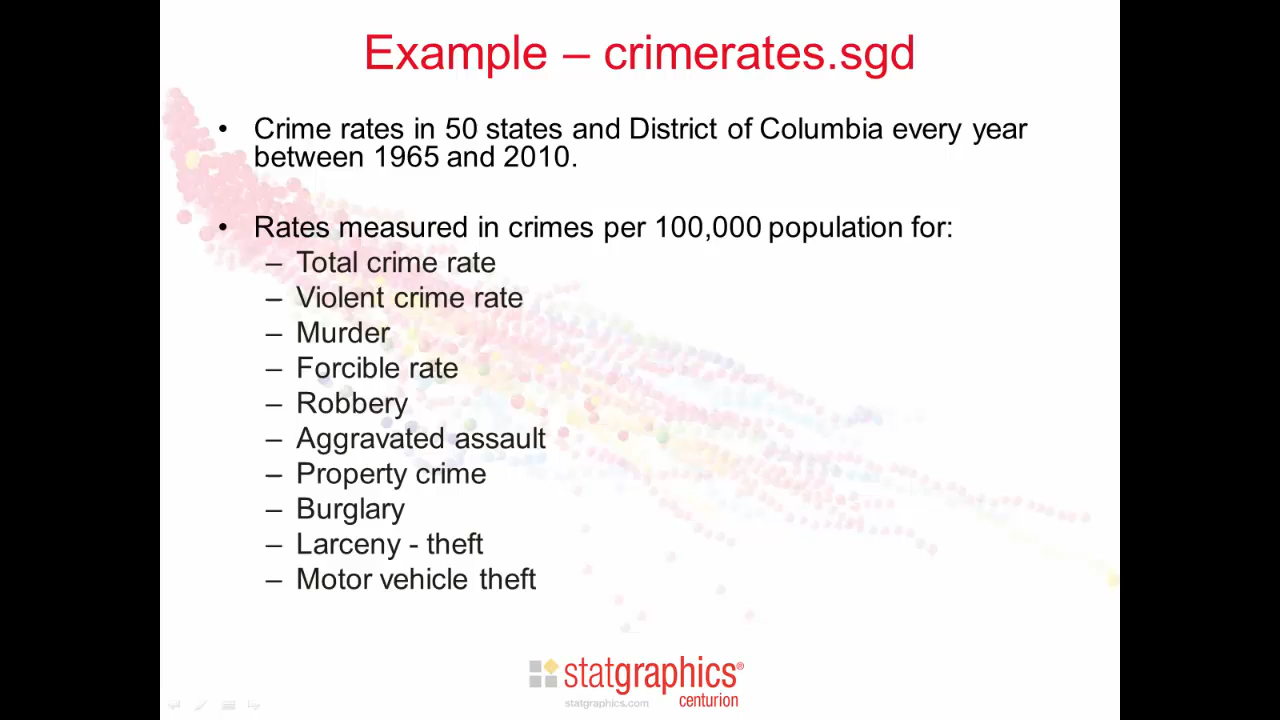 Example – crimerates.sgd
• Crime rates in 50 states and District of Columbia every year
between 1965 and 2010.
• Rates measured in crimes per 100,000 population for:
– Total crime rate
– Violent crime rate
– Murder
– Forcible rate
– Robbery
– Aggravated assault
– Property crime
– Burglary
– Larceny - theft
– Motor vehicle theft
statgraphics®
statgraphics.com centurion